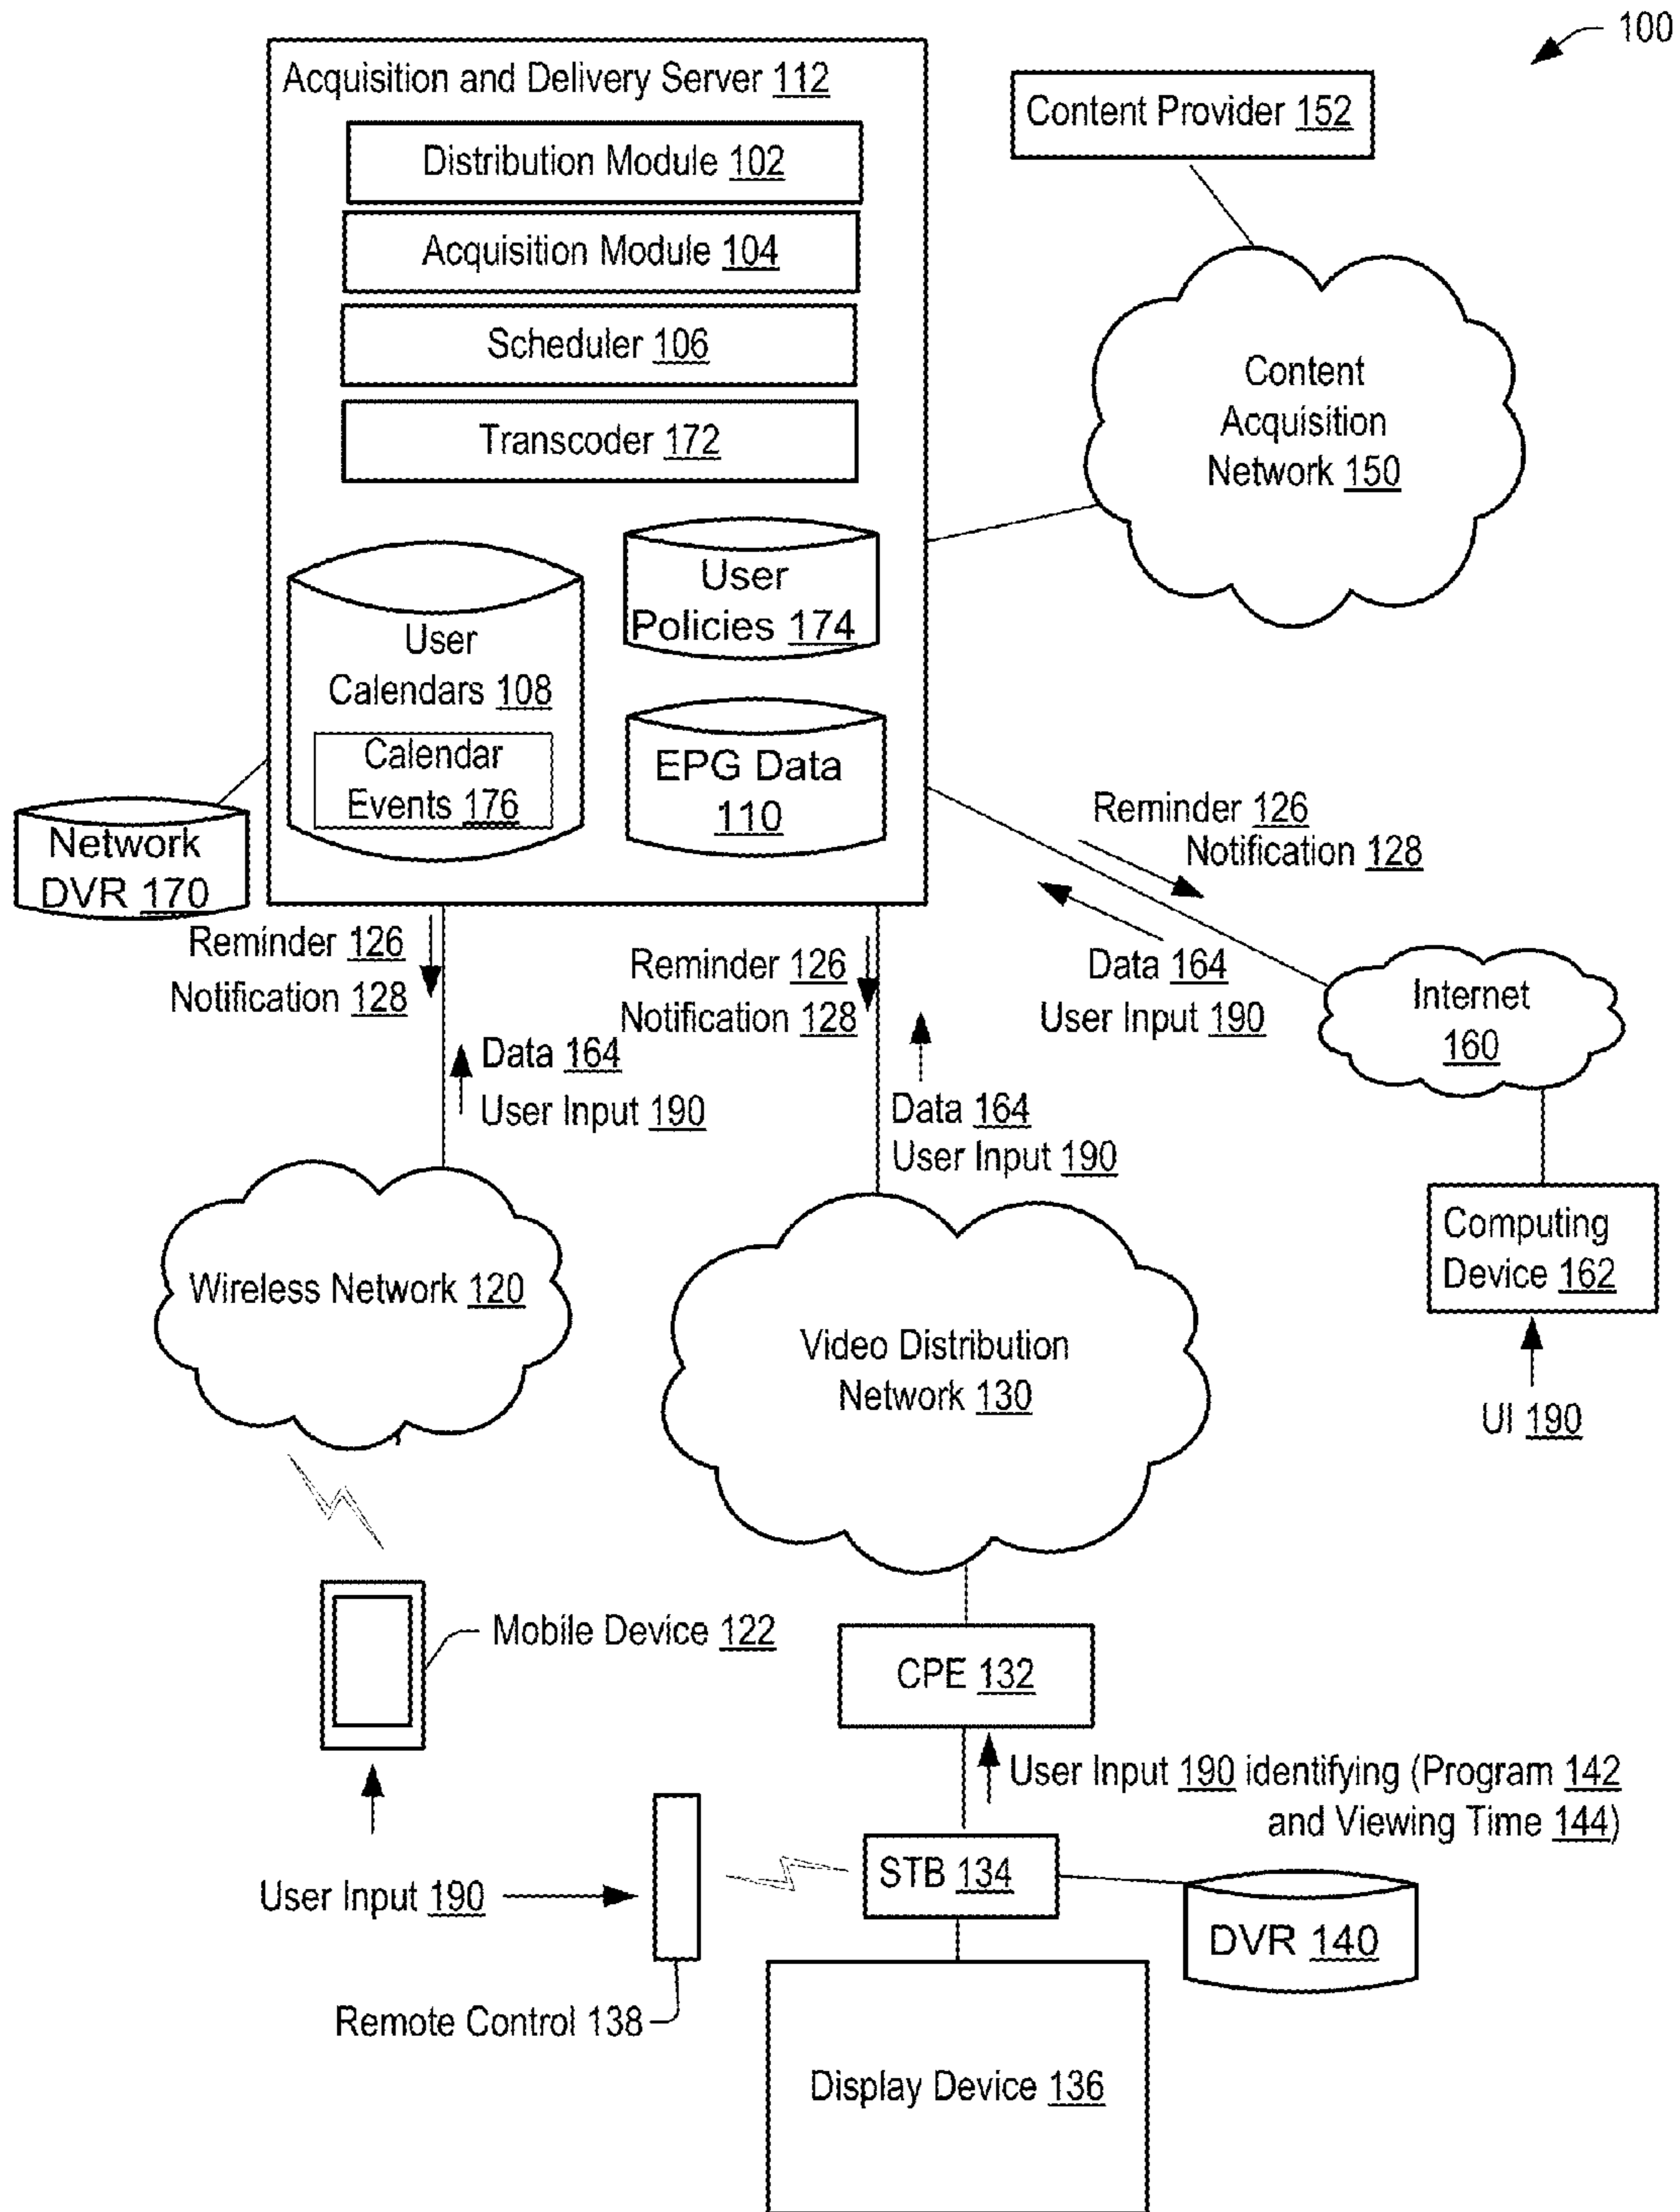 100
Acquisition and Delivery Server 112
Distribution Module 102
Acquisition Module 104
Scheduler 106
Transcoder 172
User
Calendars 108
Calendar
Events 176
User
Policies 174
EPG Data
110
Content Provider 152
Content
Acquisition
Network 150
Network
DVR 170
Reminder 126
Notification 128
Data 164
User Input 190
Reminder 126
Notification 128
Data 164
User Input 190
Reminder 126
Notification 128
Data 164
User Input 190
Internet
160
Computing
Device 162
UI 190
Wireless Network 120
Video Distribution
Network 130
Mobile Device 122
CPE 132
User Input 190 identifying (Program 142
and Viewing Time 144)
User Input 190
STB 134
DVR 140
Remote Control 138
Display Device 136